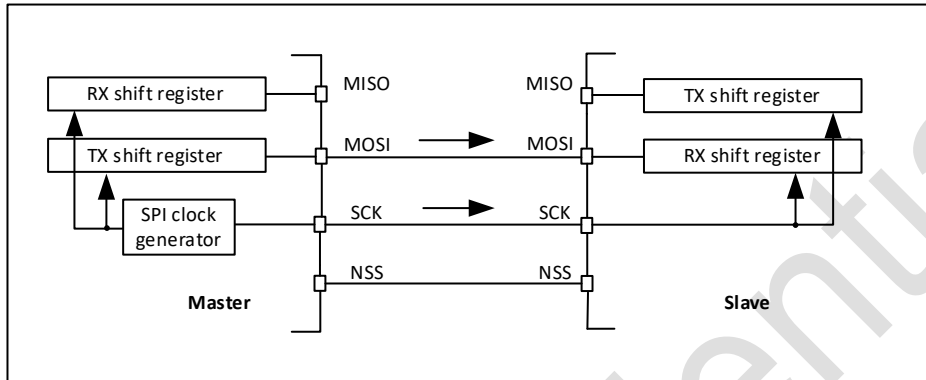 RX shift register
MISO
MISO
TX shift register
TX shift register
MOSI
MOSI
RX shift register
SPI clock
generator
SCK
SCK
NSS
NSS
Master
Slave